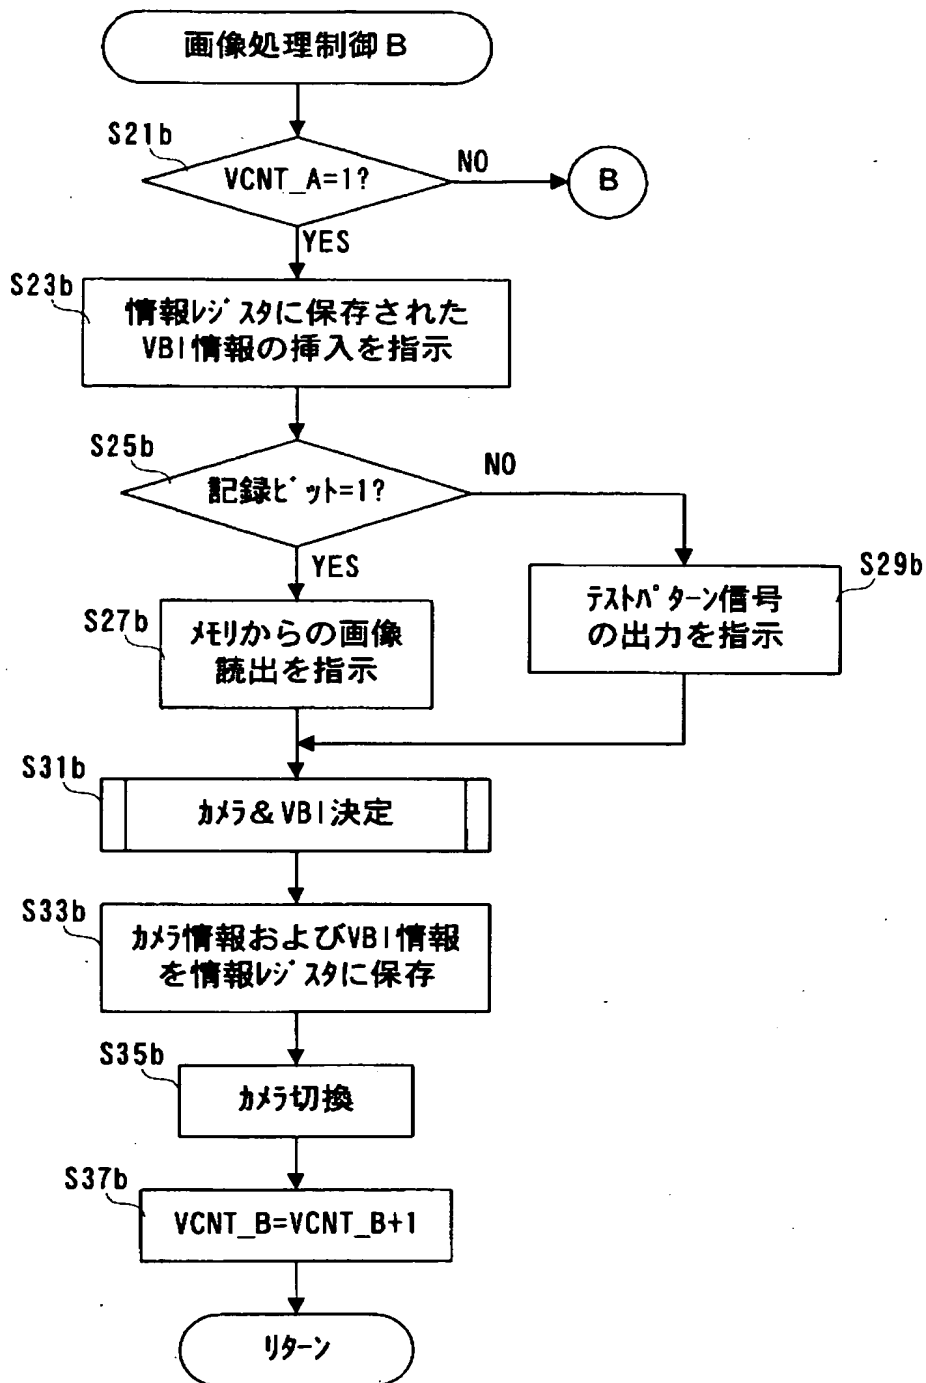 画像処理制御B
S21b
VCNT_A=1?
NO
B
YES
S23b
情報ﾚｼﾞｽﾀに保存された
VBI情報の挿入を指示
S25b
記録ﾋﾞｯﾄ=1?
NO
YES
S27b
ﾒﾓﾘからの画像
読出を指示
S29b
ﾃｽﾄﾊﾟﾀｰﾝ信号
の出力を指示
S31b
ｶﾒﾗ&VBI決定
S33b
ｶﾒﾗ情報およびVBI情報
を情報ﾚｼﾞｽﾀに保存
S35b
ｶﾒﾗ切換
S37b
VCNT_B=VCNT_B+1
ﾘﾀｰﾝ